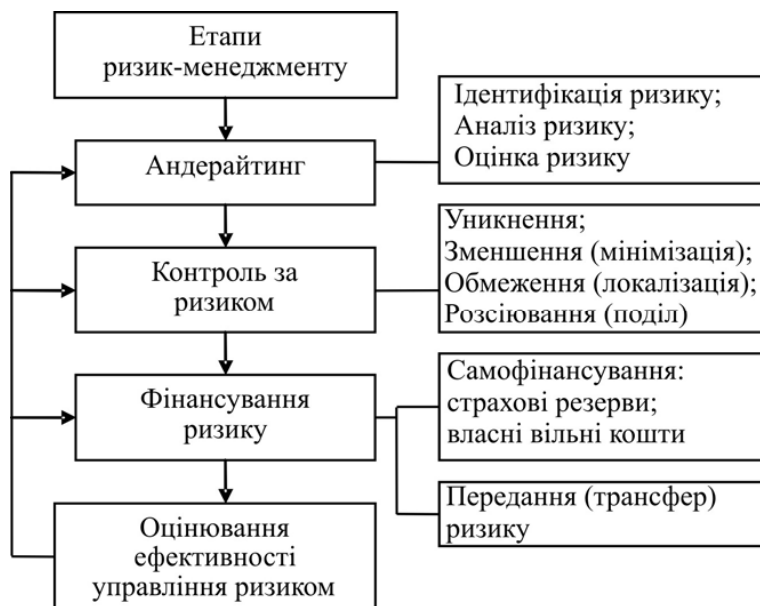 Етапи
ризик-менеджменту
Ідентифікація ризику;
Аналіз ризику;
Оцінка ризику
Андерайтинг
Уникнення;
Зменшення (мінімізація);
Обмеження (локалізація);
Розсіювання (поділ)
Контроль за
ризиком
Самофінансування:
страхові резерви;
власні вільні кошти
Фінансування
ризику
Передання (трансфер)
ризику
Оцінювання
ефективності
управління ризиком